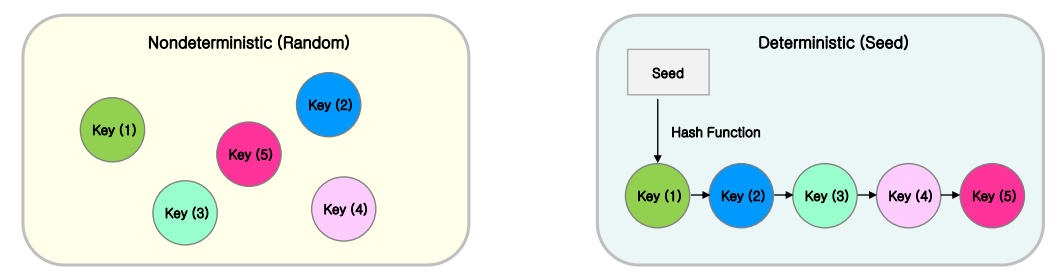 Nondeterministic (Random)
Key (1)
Key (2)
Key (5)
Key (3)
Key (4)
Deterministic (Seed)
Seed
Hash Function
Key (1)
Key (2)
Key (3)
Key (4)
Key (5)